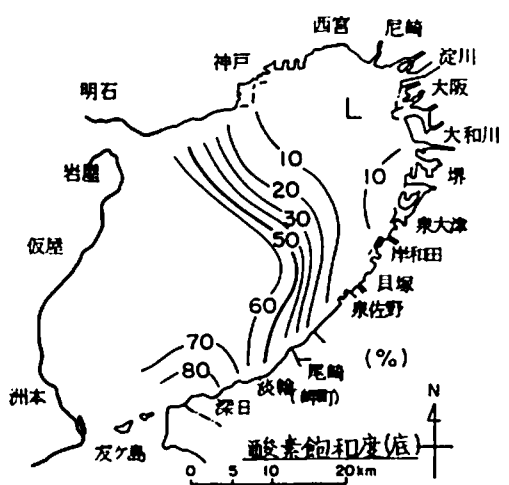 西宮
尼崎
淀川
神戸
大阪
明石
L
大和川
10
10
岩屋
20
堺
30
泉大津
50
岸和田
仮屋
貝塚
60
泉佐野
70
(%)
尼崎
(岬町)
80
淡輪
洲本
深日
N
友ケ島
酸素飽和度(底)
0 5 10 20km